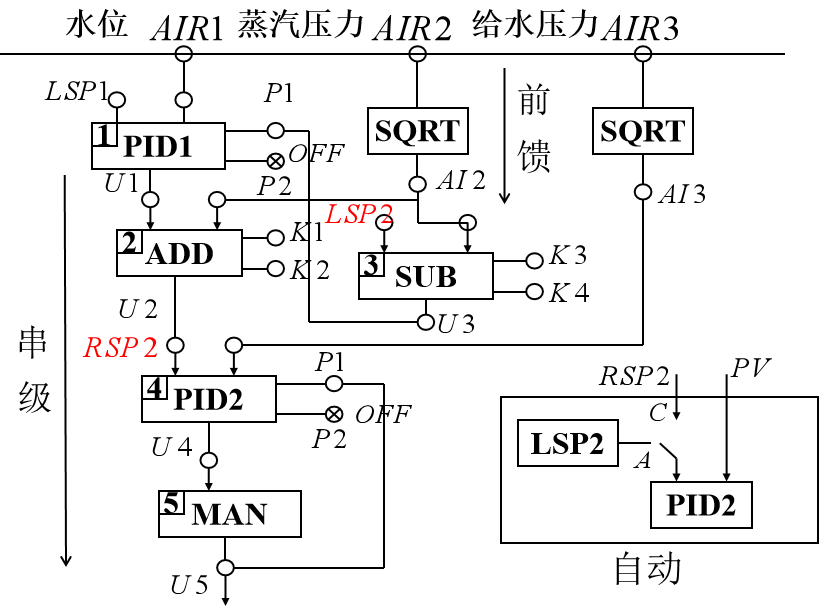 水位 AIR1 蒸汽压力 AIR2 给水压力 AIR3
LSP1
P1
前
馈
1 PID1
OFF
SQRT
SQRT
U1
P2
AI2
AI3
LSP2
2 ADD
K1
K2
3 SUB
K3
K4
U2
U3
串
级
RSP2
P1
4 PID2
OFF
P2
U4
5 MAN
U5
RSP2
PV
C
LSP2
A
PID2
自动